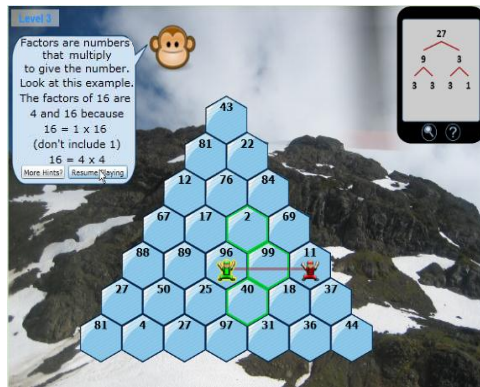 Level 3
Factors are numbers
that multiply
to give the number.
Look at this example.
The factors of 16 are
4 and 16 because
16 = 1 x 16
(don't include 1)
16 = 4 x 4
More Hints? Resume Playing
27
9 3
3 3 3 1
?
43
81 22
12 76 84
67 17 2 69
88 89 96 99 11
27 50 25 40 18 37
81 4 27 97 31 36 44